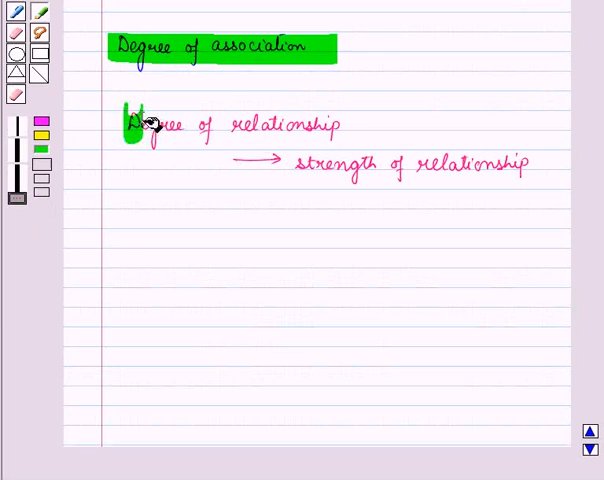 Degree of association
Degree of relationship
→ strength of relationship